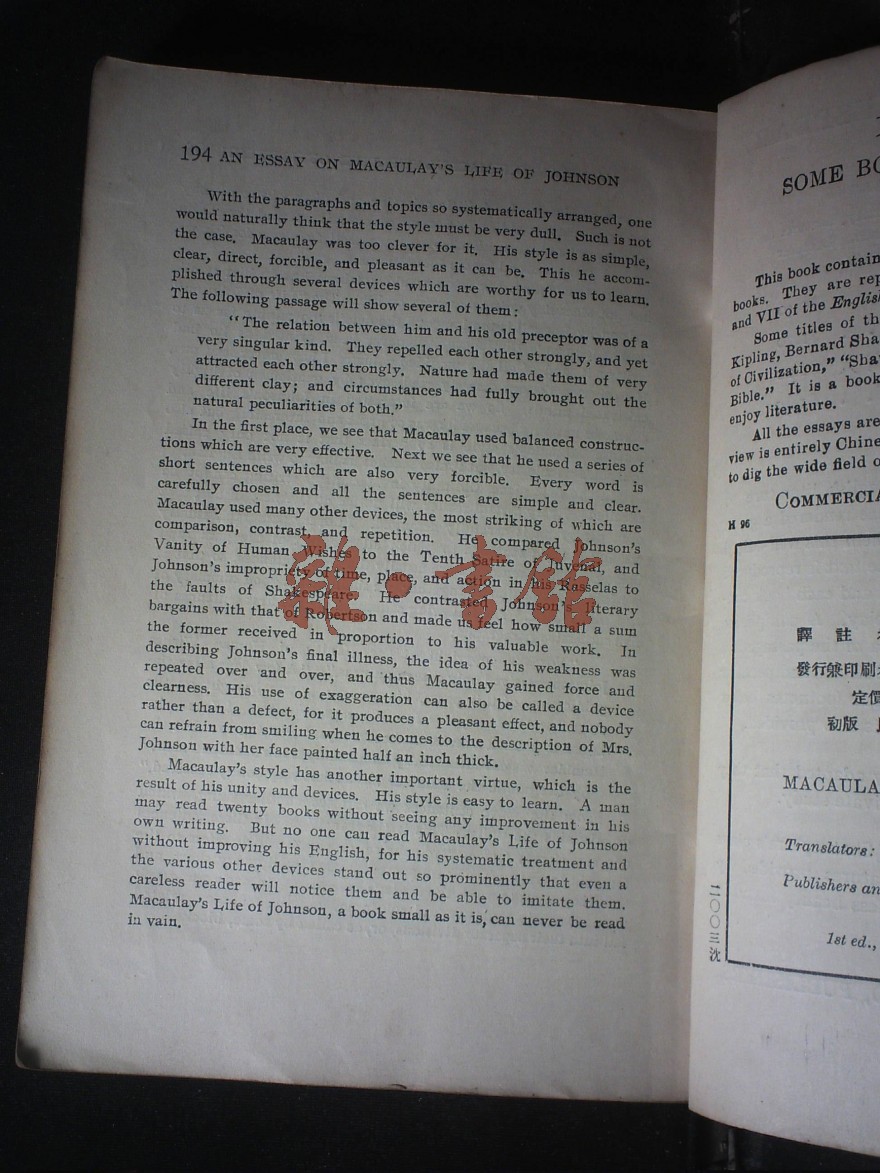 194 AN ESSAY ON MACAULAY'S LIFE OF JOHNSON
With the paragraphs and topics so systematically arranged, one
would naturally think that the style must be very dull. Such is not
the case. Macaulay was too clever for it. His style is as simple,
clear, direct, forcible, and pleasant as it can be. This he accom-
plished through several devices which are worthy for us to learn.
The following passage will show several of them:
"The relation between him and his old preceptor was of a
very singular kind. They repelled each other strongly, and yet
attracted each other strongly. Nature had made them of very
different clay; and circumstances had fully brought out the
natural peculiarities of both."
In the first place, we see that Macaulay used balanced construc-
tions which are very effective. Next we see that he used a series of
short sentences which are also very forcible. Every word is
carefully chosen and all the sentences are simple and clear.
Macaulay used many other devices, the most striking of which are
comparison, contrast, and repetition. He compared Johnson's
Vanity of Human Wishes to the Tenth Satire of Juvenal, and
Johnson's impropriety of time, place, and action in his Rasselas to
the faults of Shakespeare. He contrasted Johnson's literary
bargains with that of Robertson and made us feel how small a sum
the former received in proportion to his valuable work. In
describing Johnson's final illness, the idea of his weakness was
repeated over and over, and thus Macaulay gained force and
clearness. His use of exaggeration can also be called a device
rather than a defect, for it produces a pleasant effect, and nobody
can refrain from smiling when he comes to the description of Mrs.
Johnson with her face painted half an inch thick.
Macaulay's style has another important virtue, which is the
result of his unity and devices. His style is easy to learn. A man
may read twenty books without seeing any improvement in his
own writing. But no one can read Macaulay's Life of Johnson
without improving his English, for his systematic treatment and
the various other devices stand out so prominently that even a
careless reader will notice them and be able to imitate them.
Macaulay's Life of Johnson, a book small as it is, can never be read
in vain.
SOME
This book contain
books. They are
and VII of the
Some titles of
Kipling, Bernard
of Civilization,"
Bible." It is a book
enjoy literature.
All the essays are
view is entirely
to dig the wide field
H 96
譯 註
發行兼印刷
定
初版
Translators:
Publishers
1st ed.,
二〇〇三沈
書館